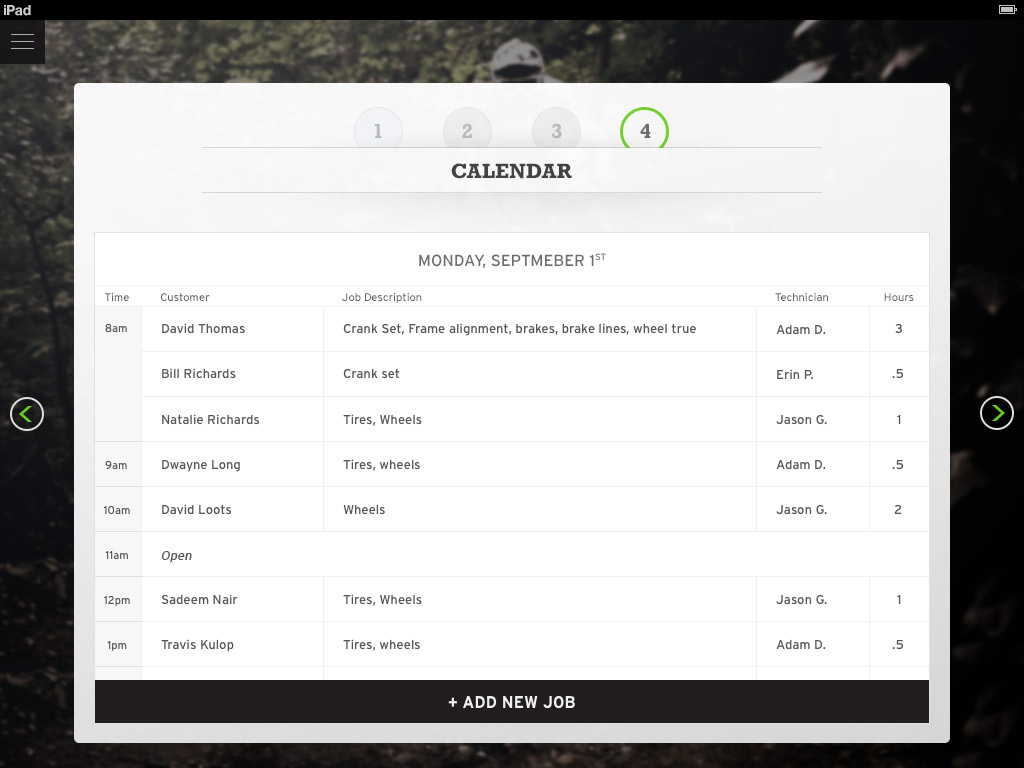 iPad
1 2 3 4
CALENDAR
MONDAY, SEPTMEBER 1ST
Time Customer Job Description Technician Hours
8am David Thomas Crank Set, Frame alignment, brakes, brake lines, wheel true Adam D. 3
Bill Richards Crank set Erin P. .5
Natalie Richards Tires, Wheels Jason G. 1
9am Dwayne Long Tires, wheels Adam D. .5
10am David Loots Wheels Jason G. 2
11am Open
12pm Sadeem Nair Tires, Wheels Jason G. 1
1pm Travis Kulop Tires, wheels Adam D. .5
+ ADD NEW JOB